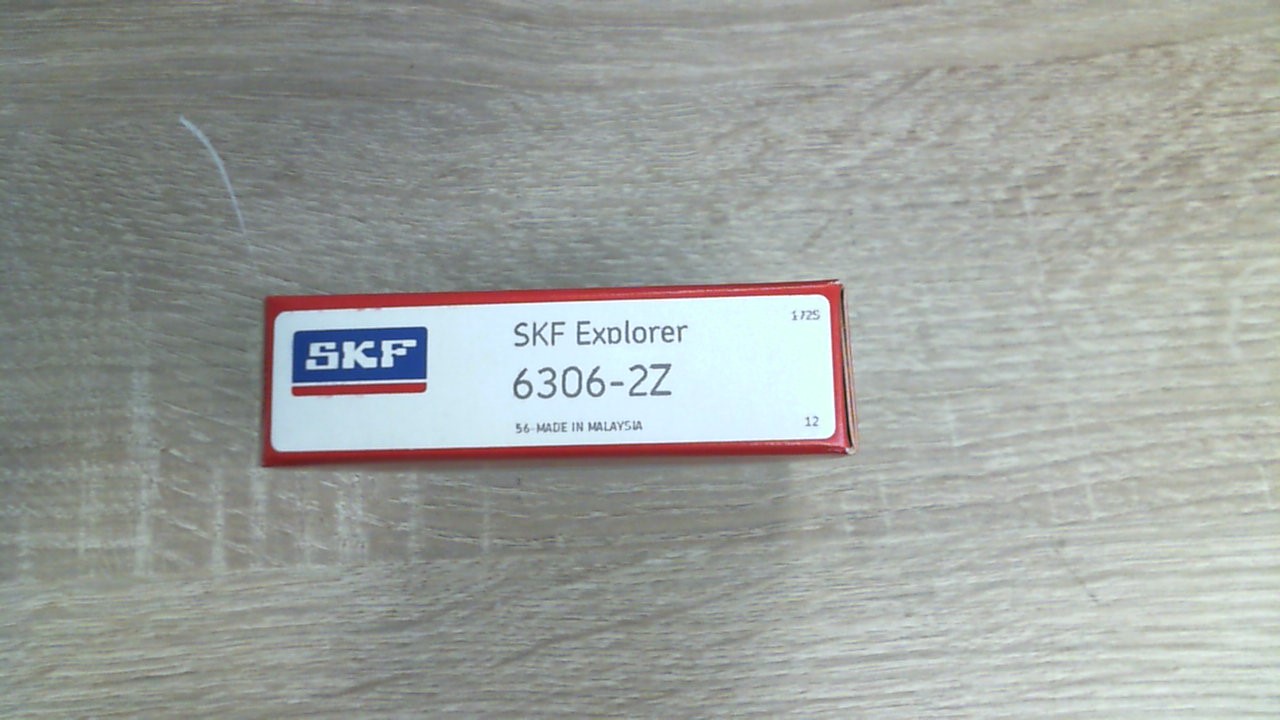 SKF
SKF Explorer
6306-2Z
56-MADE IN MALAYSIA
1725
12